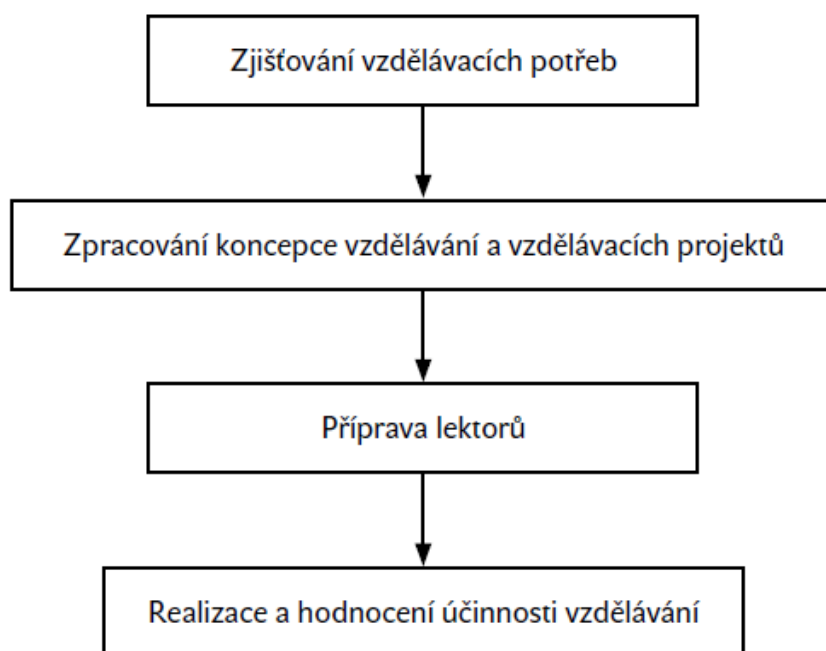 Zjišťování vzdělávacích potřeb
Zpracování koncepce vzdělávání a vzdělávacích projektů
Příprava lektorů
Realizace a hodnocení účinnosti vzdělávání